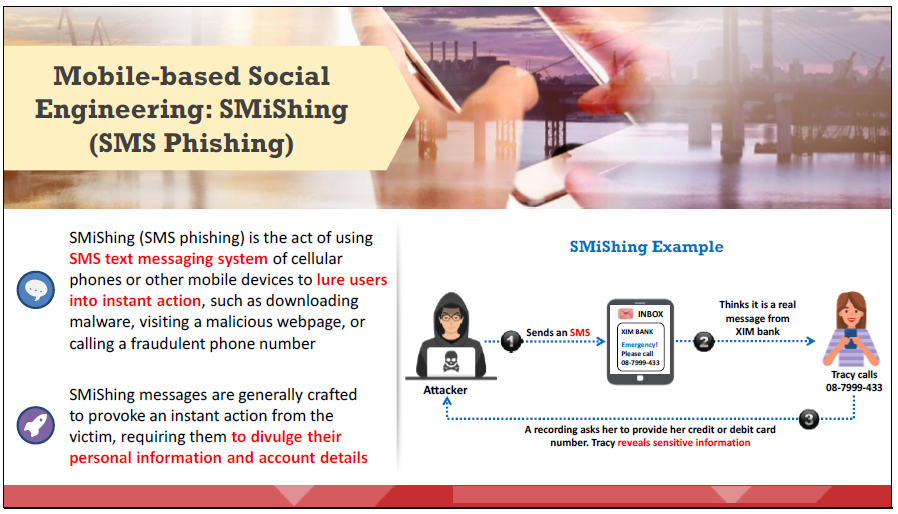 Mobile-based Social
Engineering: SMiShing
(SMS Phishing)
SMiShing (SMS phishing) is the act of using
SMS text messaging system of cellular
phones or other mobile devices to lure users
into instant action, such as downloading
malware, visiting a malicious webpage, or
calling a fraudulent phone number
SMiShing messages are generally crafted
to provoke an instant action from the
victim, requiring them to divulge their
personal information and account details
SMiShing Example
Attacker
1
Sends an SMS
INBOX
XIM BANK
Emergency!
Please call
08-7999-433
2
Thinks it is a real
message from
XIM bank
Tracy calls
08-7999-433
3
A recording asks her to provide her credit or debit card
number. Tracy reveals sensitive information